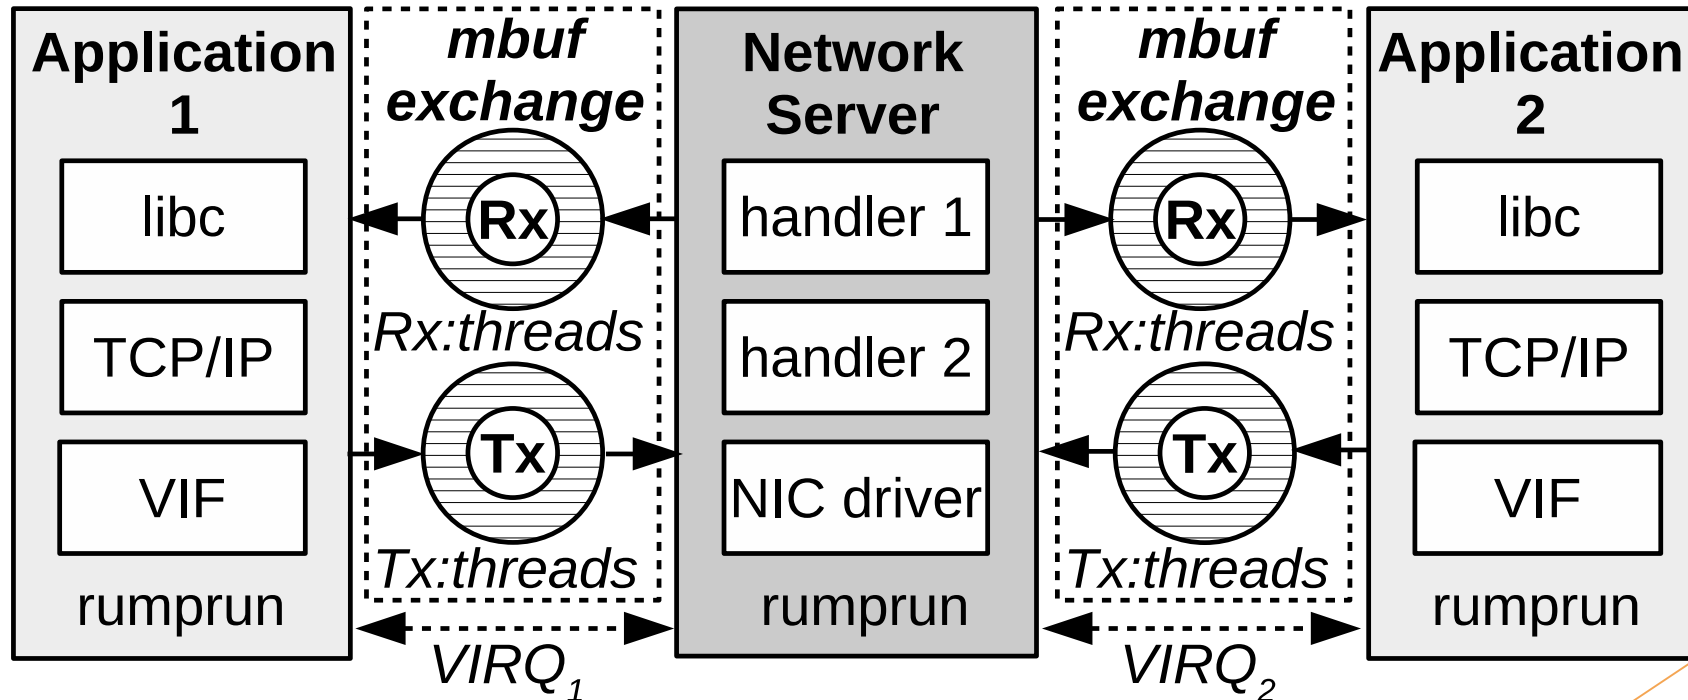 Application
1
libc
TCP/IP
VIF
rumprun
mbuf
exchange
Rx
Rx:threads
Tx
Tx:threads
VIRQ1
Network
Server
handler 1
handler 2
NIC driver
rumprun
mbuf
exchange
Rx
Rx:threads
Tx
Tx:threads
VIRQ2
Application
2
libc
TCP/IP
VIF
rumprun